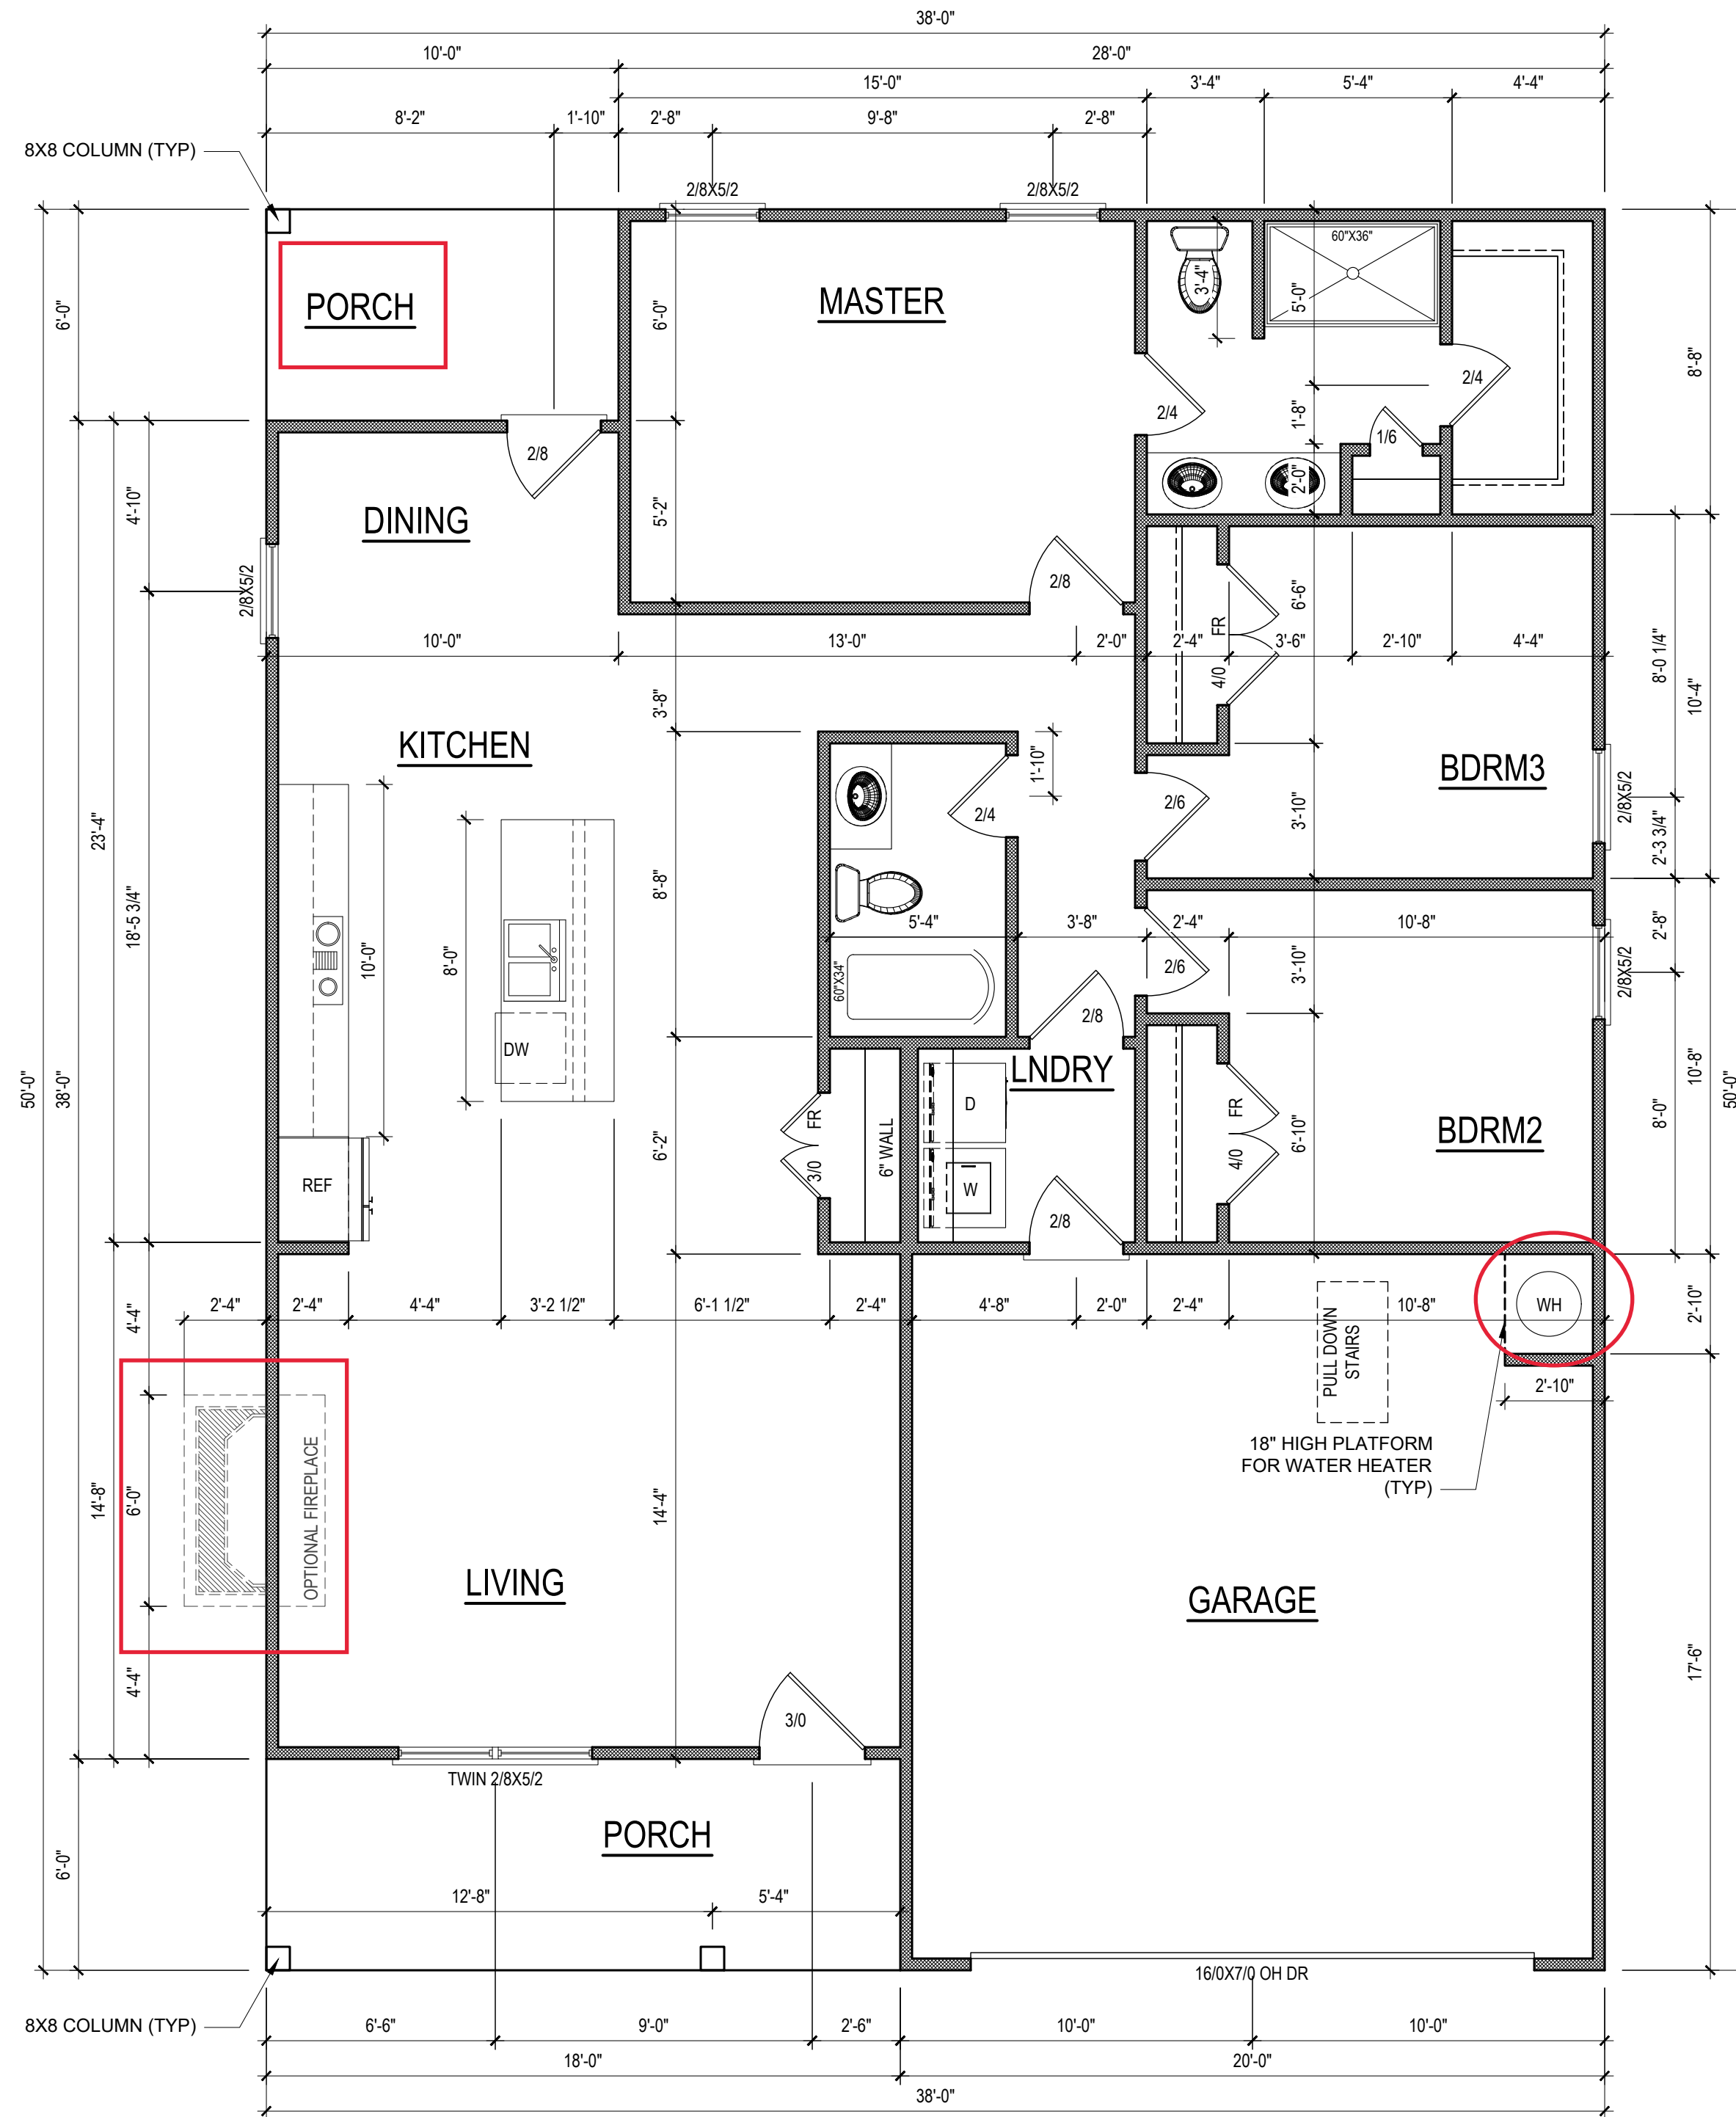 38'-0"
10'-0"
28'-0"
15'-0"
3'-4"
5'-4"
4'-4"
8'-2"
1'-10"
2'-8"
9'-8"
2'-8"
8X8 COLUMN (TYP)
2/8X5/2
2/8X5/2
60"X36"
PORCH
MASTER
3'-4"
5'-0"
6'-0"
6'-0"
8'-8"
2/4
2/4
1'-8"
1/6
2/8
2'-0"
DINING
4'-10"
5'-2"
2/8X5/2
2/8
6'-6"
FR
4/0
10'-0"
13'-0"
2'-0"
2'-4"
3'-6"
2'-10"
4'-4"
8'-0 1/4"
10'-4"
3'-8"
KITCHEN
1'-10"
BDRM3
2/8X5/2
2/4
2/6
3'-10"
2'-3 3/4"
23'-4"
18'-5 3/4"
10'-0"
8'-0"
8'-8"
5'-4"
3'-8"
2'-4"
10'-8"
2'-8"
60"X34"
2/6
3'-10"
2/8X5/2
2/8
DW
LNDRY
50'-0"
38'-0"
D
FR
3/0
6" WALL
6'-2"
FR
4/0
6'-10"
BDRM2
8'-0"
10'-8"
50'-0"
REF
W
2/8
4'-4"
2'-4"
2'-4"
4'-4"
3'-2 1/2"
6'-1 1/2"
2'-4"
4'-8"
2'-0"
2'-4"
10'-8"
WH
2'-10"
PULL DOWN
STAIRS
2'-10"
18" HIGH PLATFORM
FOR WATER HEATER
(TYP)
14'-8"
6'-0"
OPTIONAL FIREPLACE
14'-4"
LIVING
GARAGE
17'-6"
4'-4"
3/0
TWIN 2/8X5/2
PORCH
6'-0"
12'-8"
5'-4"
16/0X7/0 OH DR
8X8 COLUMN (TYP)
6'-6"
9'-0"
2'-6"
10'-0"
10'-0"
18'-0"
20'-0"
38'-0"